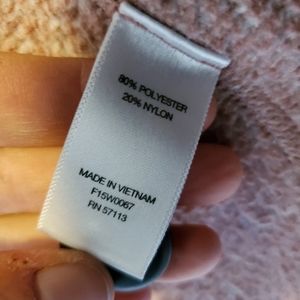 80% POLYESTER
20% NYLON
MADE IN VIETNAM
F15W0067
RN 57113